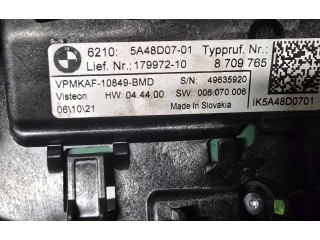 6210: 5A48D07-01 Typpruf. Nr.:
Lief. Nr.: 179972-10 8 709 765
VPMKAF-10849-BMD S/N: 49635920
Visteon HW: 04.44.00 SW: 006.070.006
06|10|21 Made in Slovakia IK5A48D0701